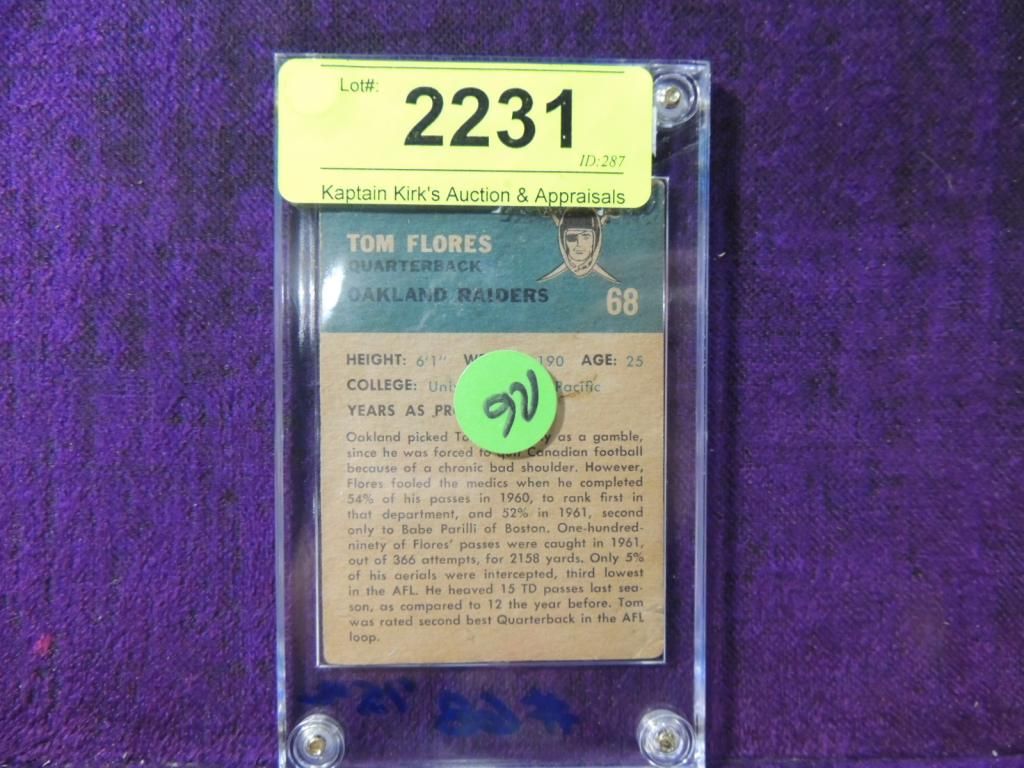 Lot#: 2231
ID:287
Kaptain Kirk's Auction & Appraisals
TOM FLORES
QUARTERBACK
OAKLAND RAIDERS
68
HEIGHT: 6'1" 190 AGE: 25
COLLEGE: Pacific
YEARS AS
Oakland picked as a gamble,
since he was forced to quit Canadian football
because of a chronic bad shoulder. However,
Flores fooled the medics when he completed
54% of his passes in 1960, to rank first in
that department, and 52% in 1961, second
only to Babe Parilli of Boston. One-hundred-
ninety of Flores' passes were caught in 1961,
out of 366 attempts, for 2158 yards. Only 5%
of his aerials were intercepted, third lowest
in the AFL. He heaved 15 TD passes last sea-
son, as compared to 12 the year before. Tom
was rated second best Quarterback in the AFL
loop.
#68